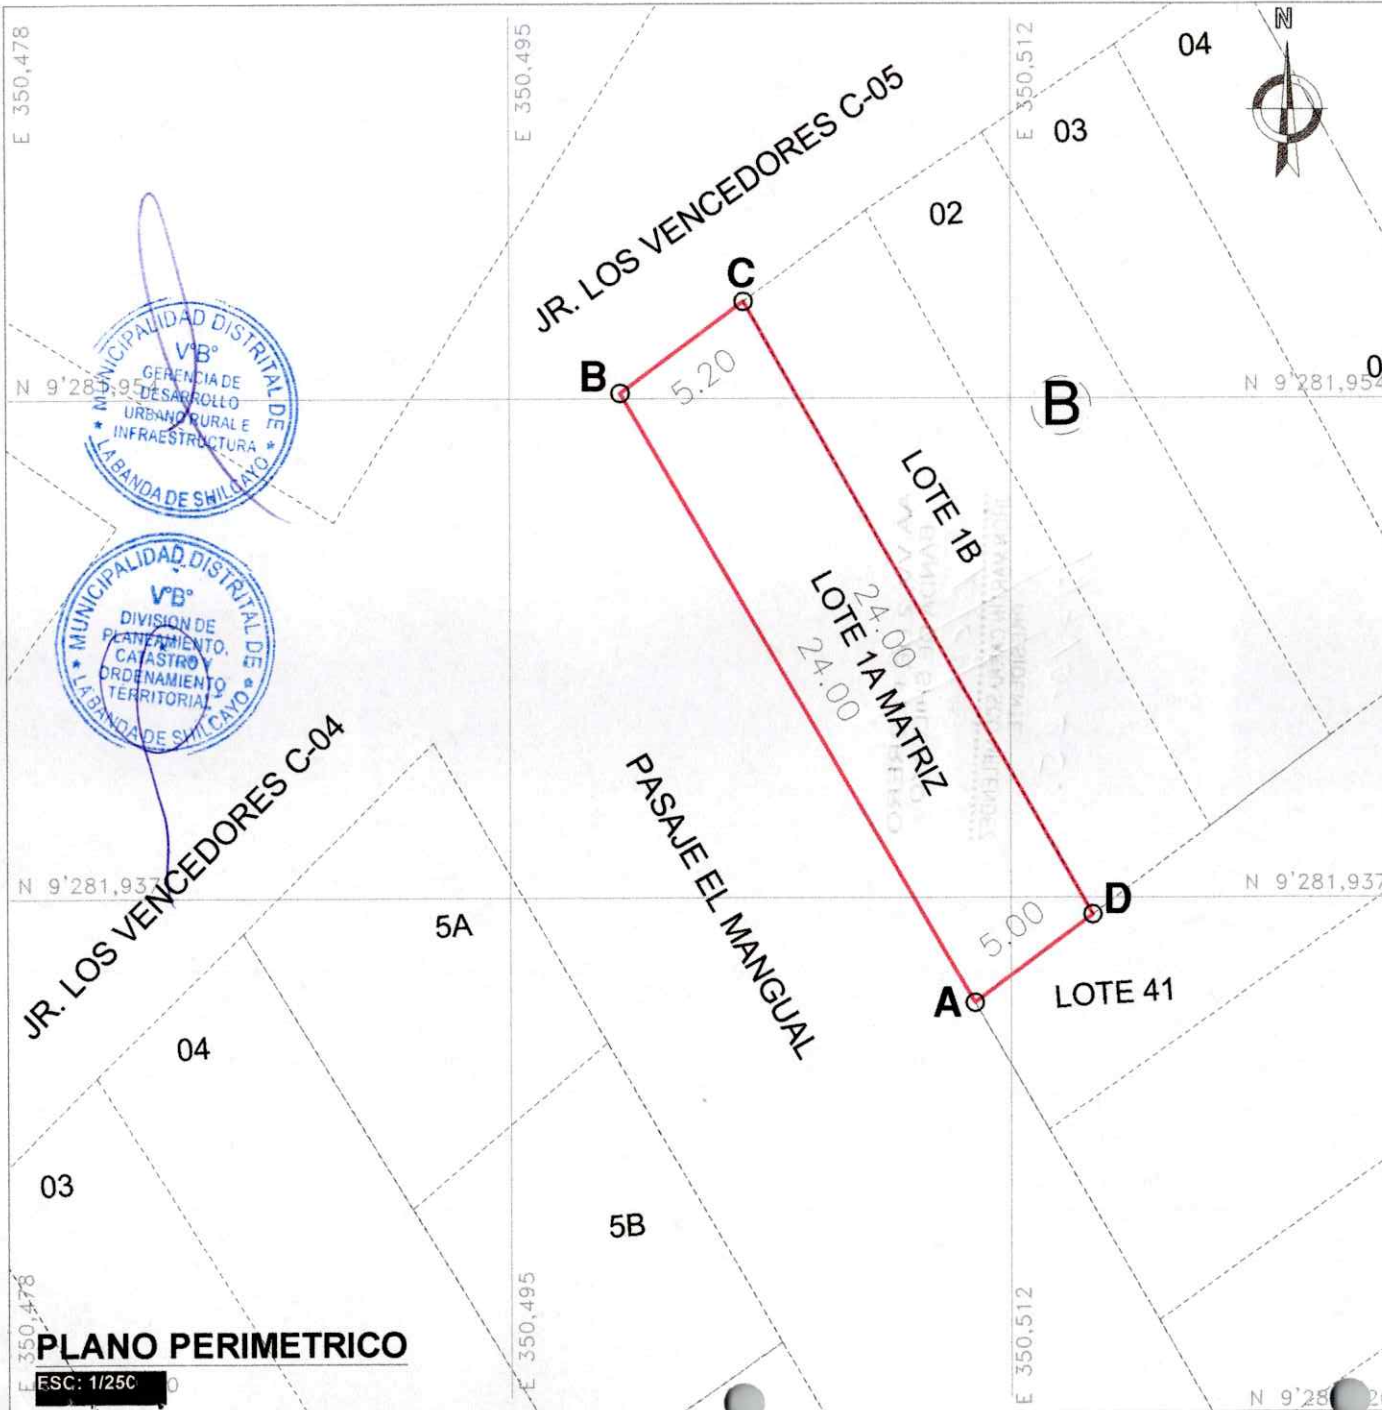 E 350,478
E 350,495
E 350,512
N
04
03
02
JR. LOS VENCEDORES C-05
C
B
5.20
N 9'281,954
N 9'281,954
B
MUNICIPALIDAD DISTRITAL DE
LA BANDA DE SHILCAYO
V°B°
GERENCIA DE
DESARROLLO
URBANO RURAL E
INFRAESTRUCTURA
LOTE 1B
24.00
LOTE 1A MATRIZ
24.00
MUNICIPALIDAD DISTRITAL DE
LA BANDA DE SHILCAYO
V°B°
DIVISION DE
PLANEAMIENTO,
CATASTRO Y
ORDENAMIENTO
TERRITORIAL
PASAJE EL MANGUAL
JR. LOS VENCEDORES C-04
N 9'281,937
N 9'281,937
D
5.00
A
LOTE 41
5A
04
03
5B
E 350,478
E 350,495
E 350,512
PLANO PERIMETRICO
ESC: 1/250